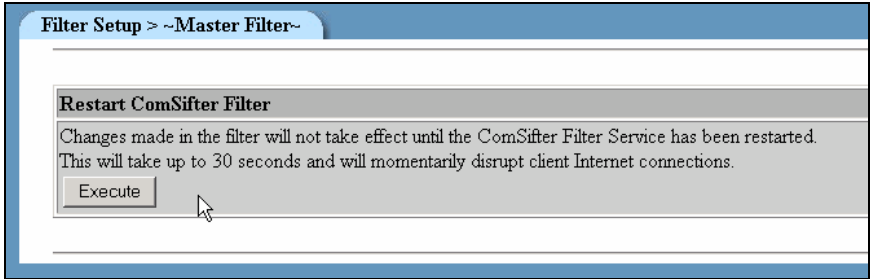 Filter Setup > ~Master Filter~
Restart ComSifter Filter
Changes made in the filter will not take effect until the ComSifter Filter Service has been restarted.
This will take up to 30 seconds and will momentarily disrupt client Internet connections.
Execute